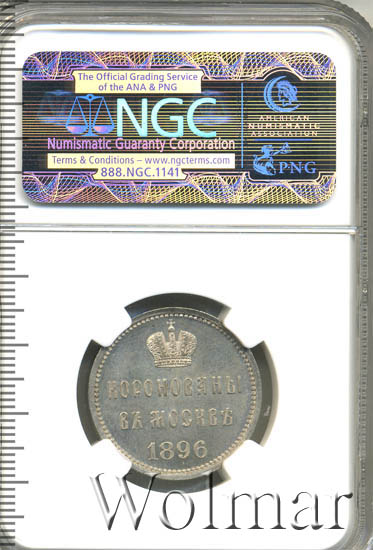 The Official Grading Service
of the ANA & PNG
NGC
Numismatic Guaranty Corporation
Terms & Conditions – www.ngcterms.com
888.NGC.1141
AMERICAN
NUMISMATIC
ASSOCIATION
PNG
КОРОНОВАНЫ
ВЪ МОСКВѢ
1896
Wolmar